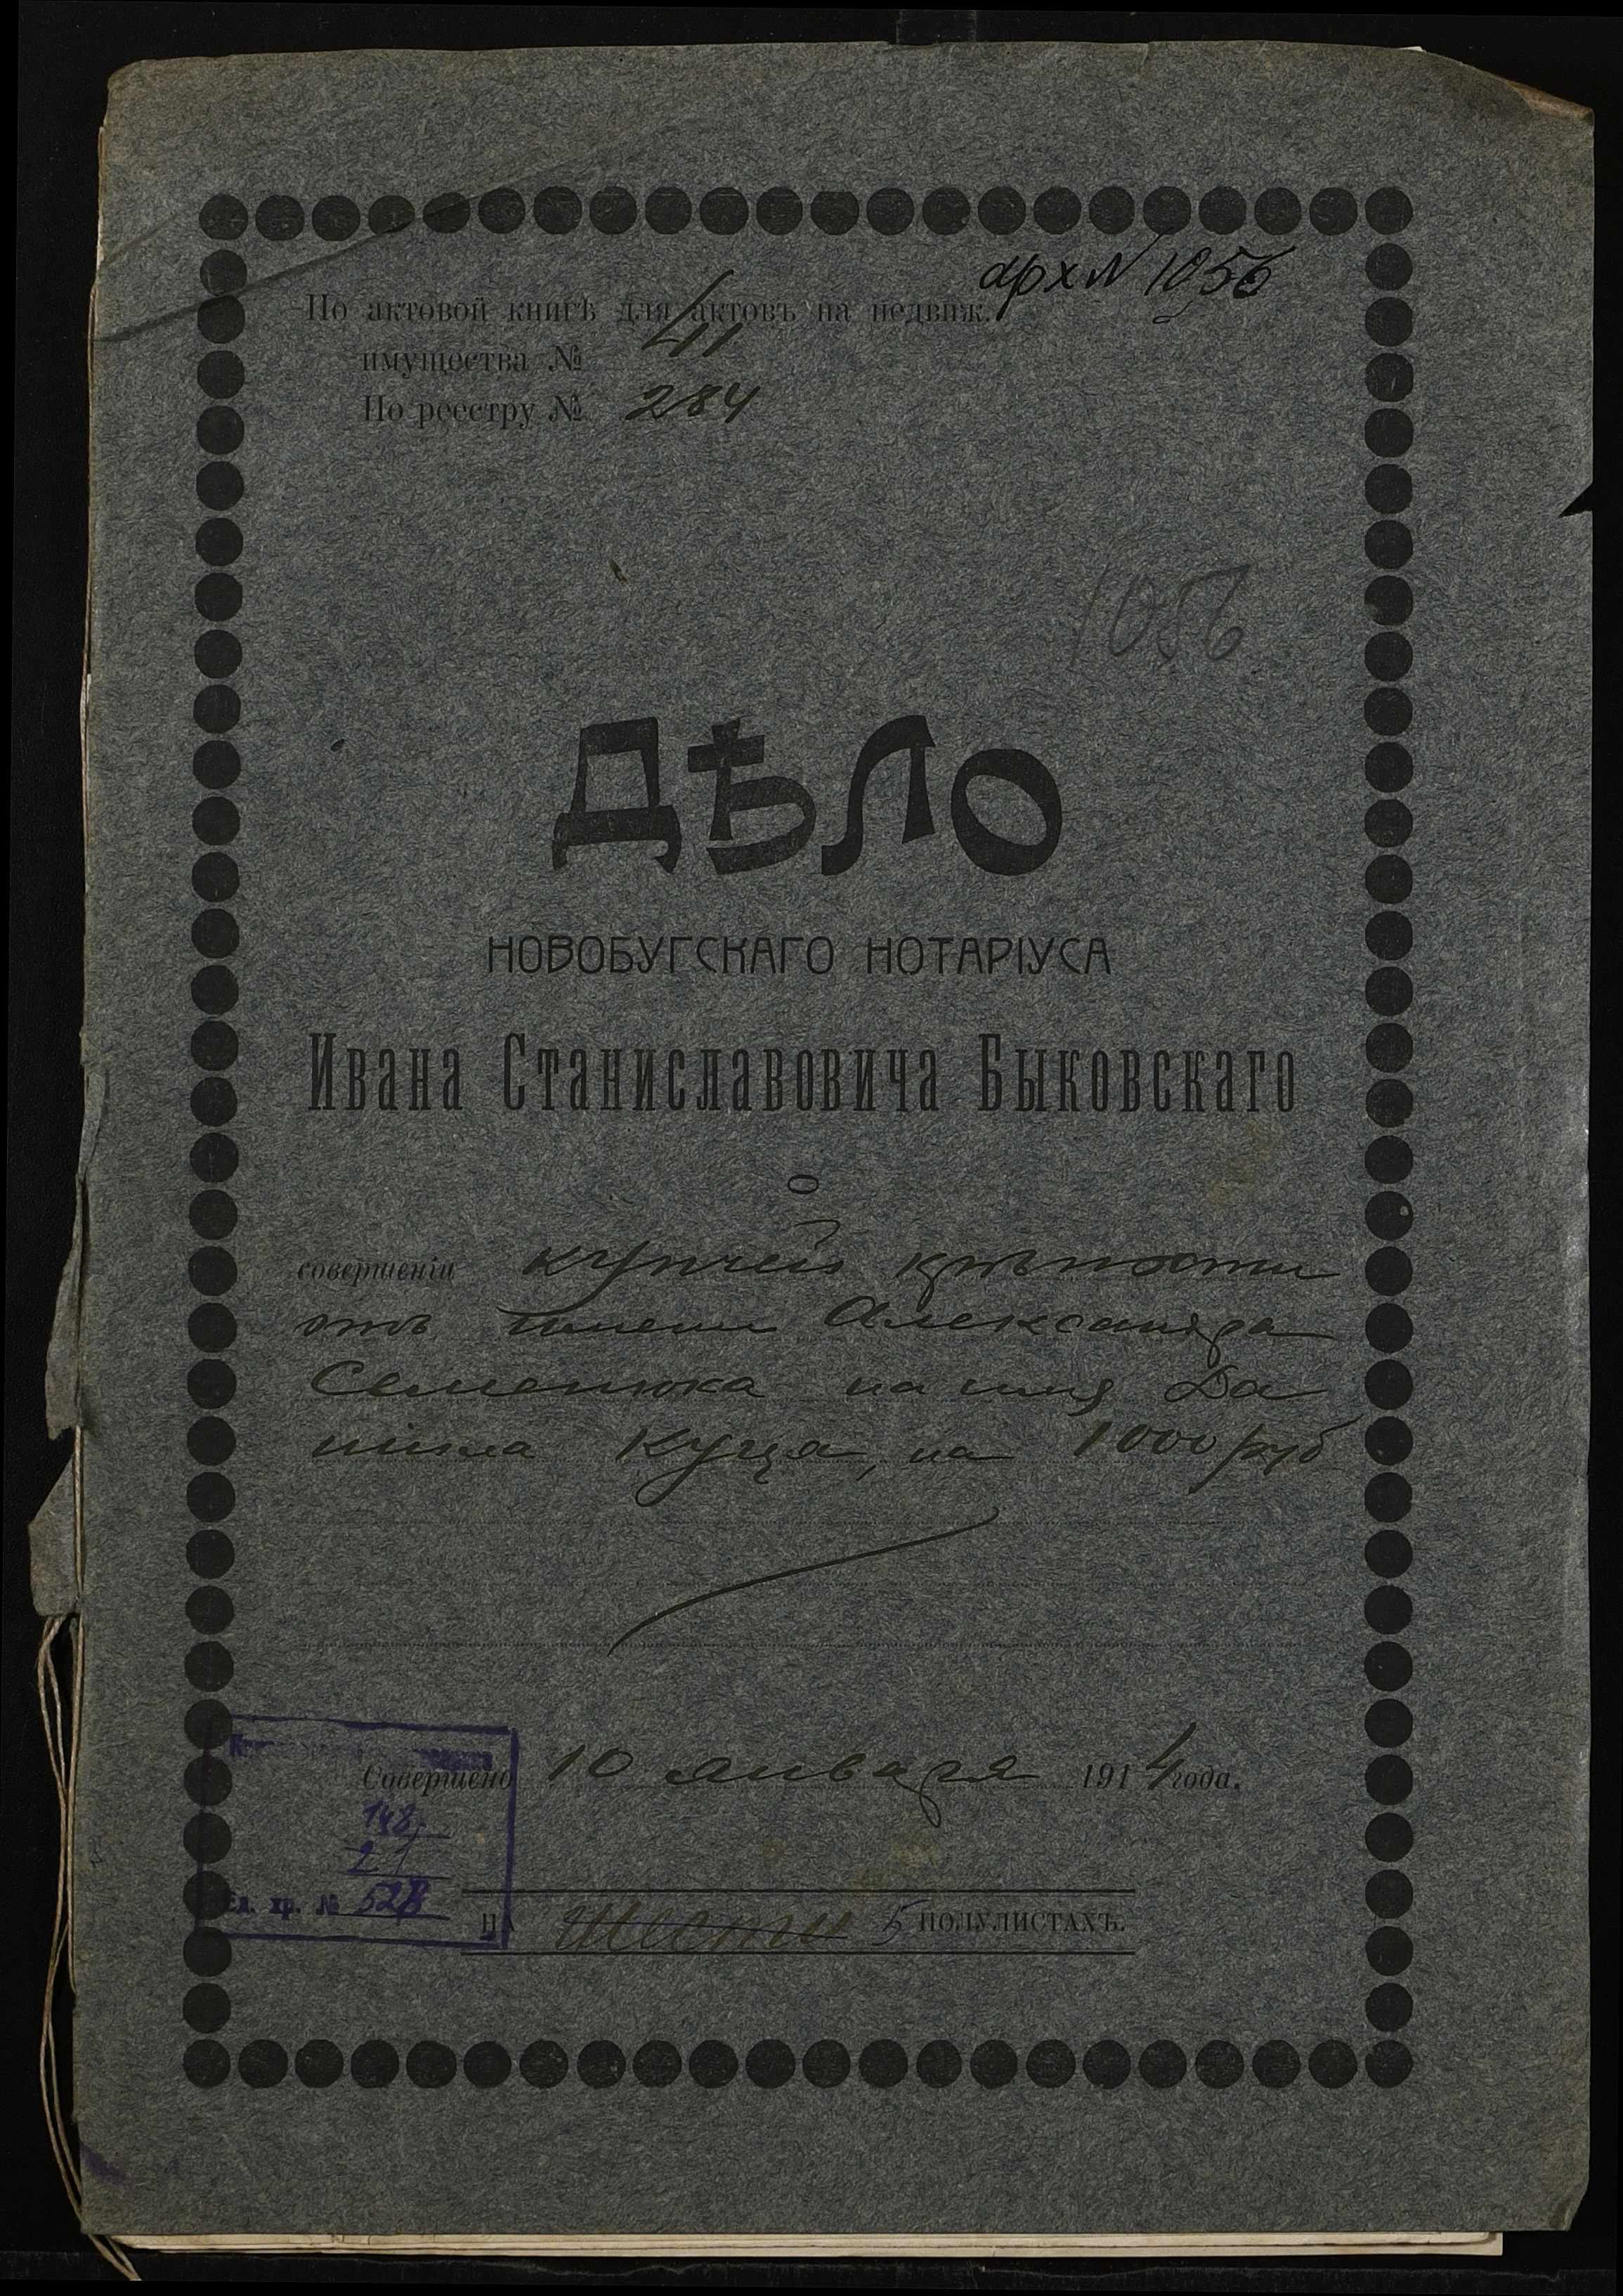 арх № 1056
По актовой книгѣ для актовъ на недвиж.
имущества № 41
По реестру № 284
1056
ДѢЛО
НОВОБУГСКАГО НОТАРІУСА
Ивана Станиславовича Быковскаго
О
совершеніи купчей крѣпости
отъ имени Александра
Семенюка на имя Да
ніила Куца, на 1000 руб
Совершено 10 января 1914 года.
148
21
Ед. хр. № 528
НА шести 5 ПОЛУЛИСТАХЪ.